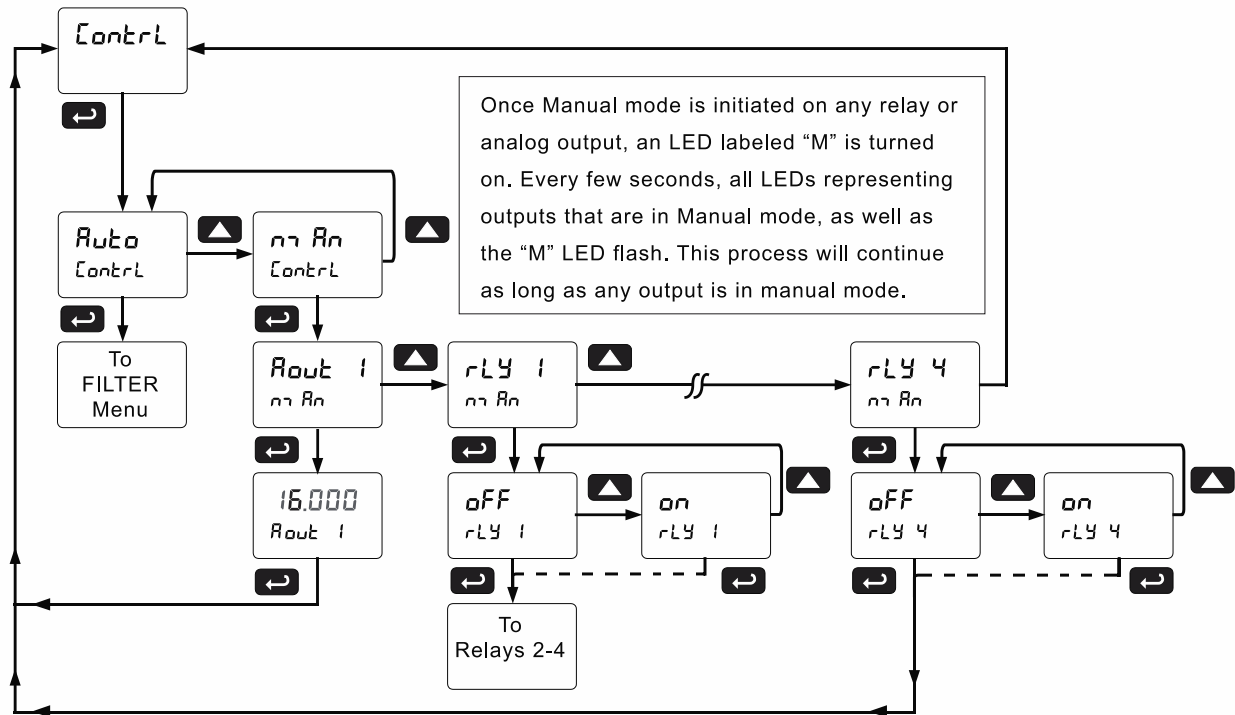 ContrL
Once Manual mode is initiated on any relay or
analog output, an LED labeled “M” is turned
on. Every few seconds, all LEDs representing
outputs that are in Manual mode, as well as
the “M” LED flash. This process will continue
as long as any output is in manual mode.
Auto
ContrL
mAn
ContrL
To
FILTER
Menu
Aout 1
mAn
rLY 1
mAn
rLY 4
mAn
16.000
Aout 1
oFF
rLY 1
on
rLY 1
oFF
rLY 4
on
rLY 4
To
Relays 2-4